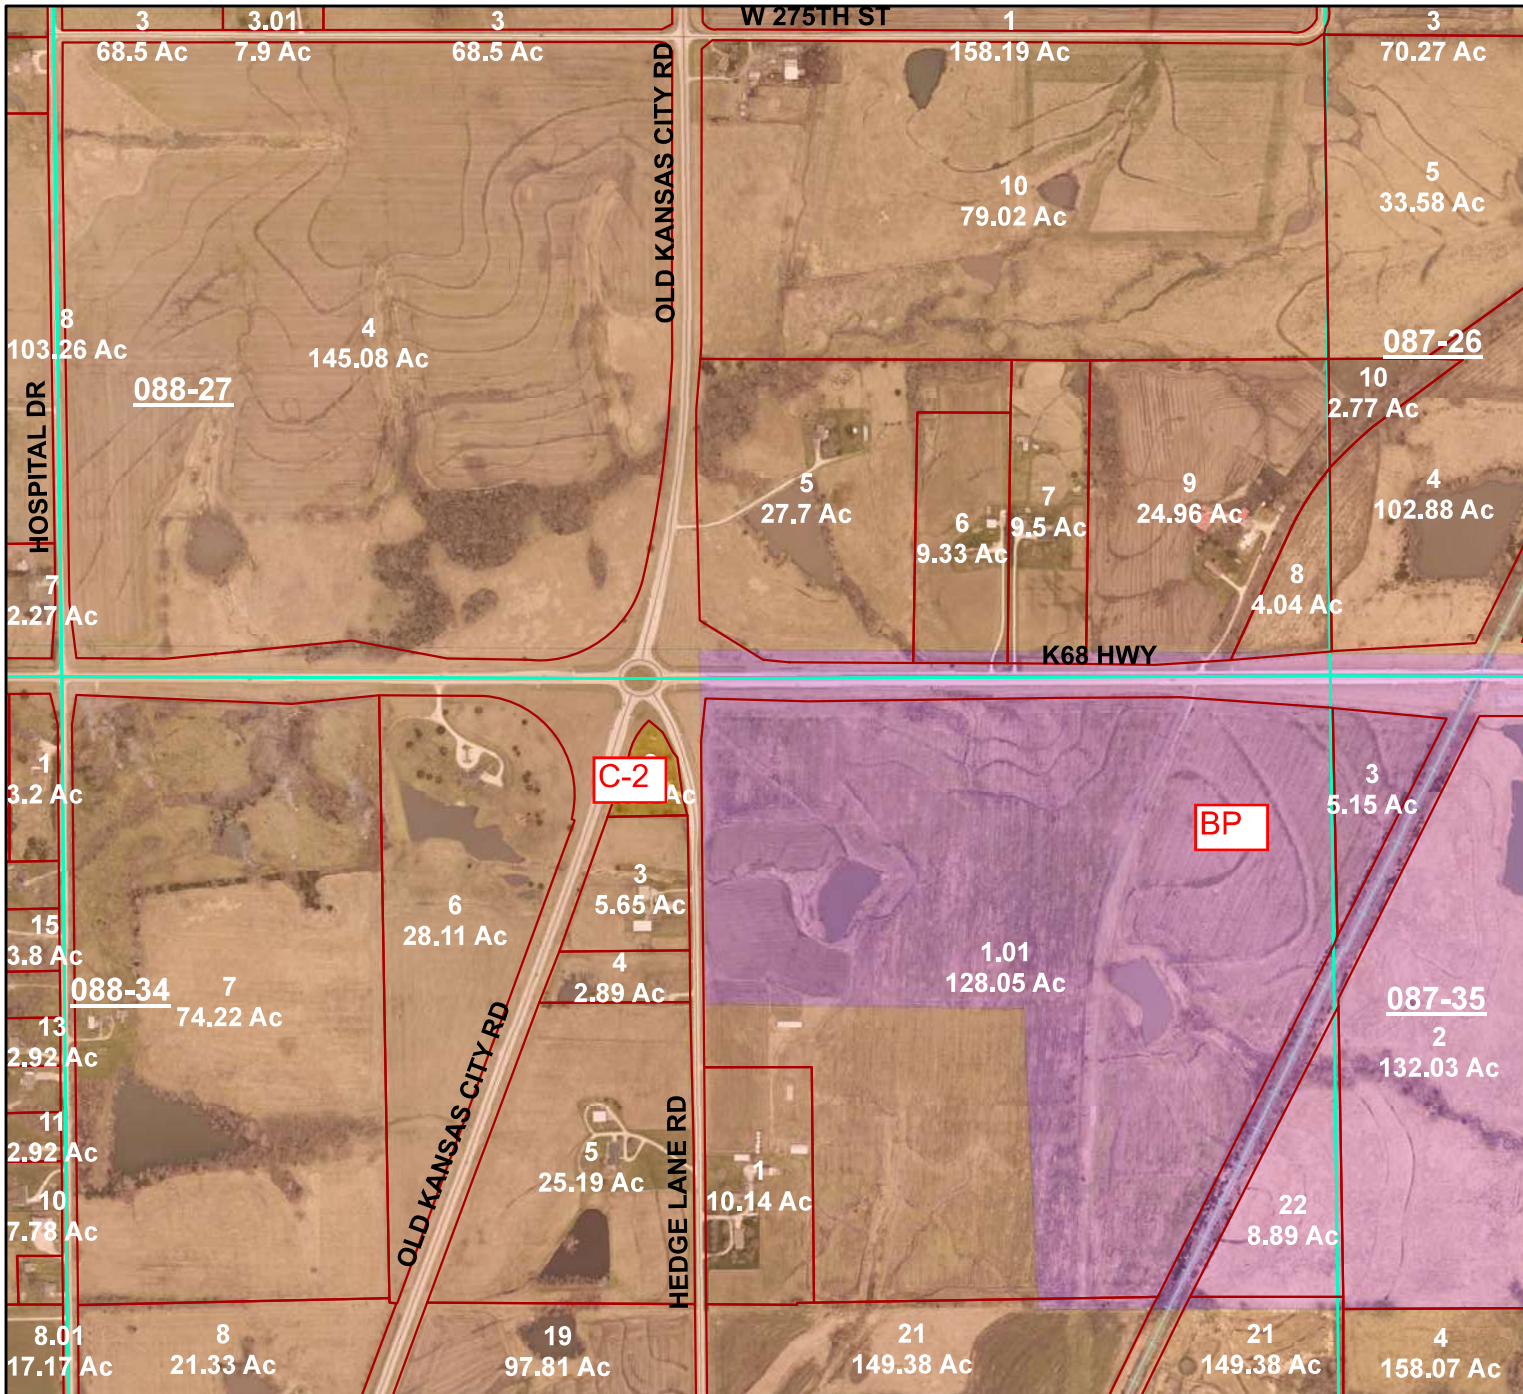 3
68.5 Ac
3.01
7.9 Ac
3
68.5 Ac
W 275TH ST
1
158.19 Ac
3
70.27 Ac
OLD KANSAS CITY RD
10
79.02 Ac
5
33.58 Ac
8
103.26 Ac
4
145.08 Ac
088-27
087-26
10
2.77 Ac
HOSPITAL DR
5
27.7 Ac
6
9.33 Ac
7
9.5 Ac
9
24.96 Ac
4
102.88 Ac
8
4.04 Ac
7
2.27 Ac
K68 HWY
1
3.2 Ac
C-2
Ac
BP
3
5.15 Ac
3
5.65 Ac
6
28.11 Ac
15
3.8 Ac
4
2.89 Ac
1.01
128.05 Ac
088-34
7
74.22 Ac
087-35
2
132.03 Ac
13
2.92 Ac
OLD KANSAS CITY RD
11
2.92 Ac
5
25.19 Ac
HEDGE LANE RD
1
10.14 Ac
10
7.78 Ac
22
8.89 Ac
8.01
17.17 Ac
8
21.33 Ac
19
97.81 Ac
21
149.38 Ac
21
149.38 Ac
4
158.07 Ac